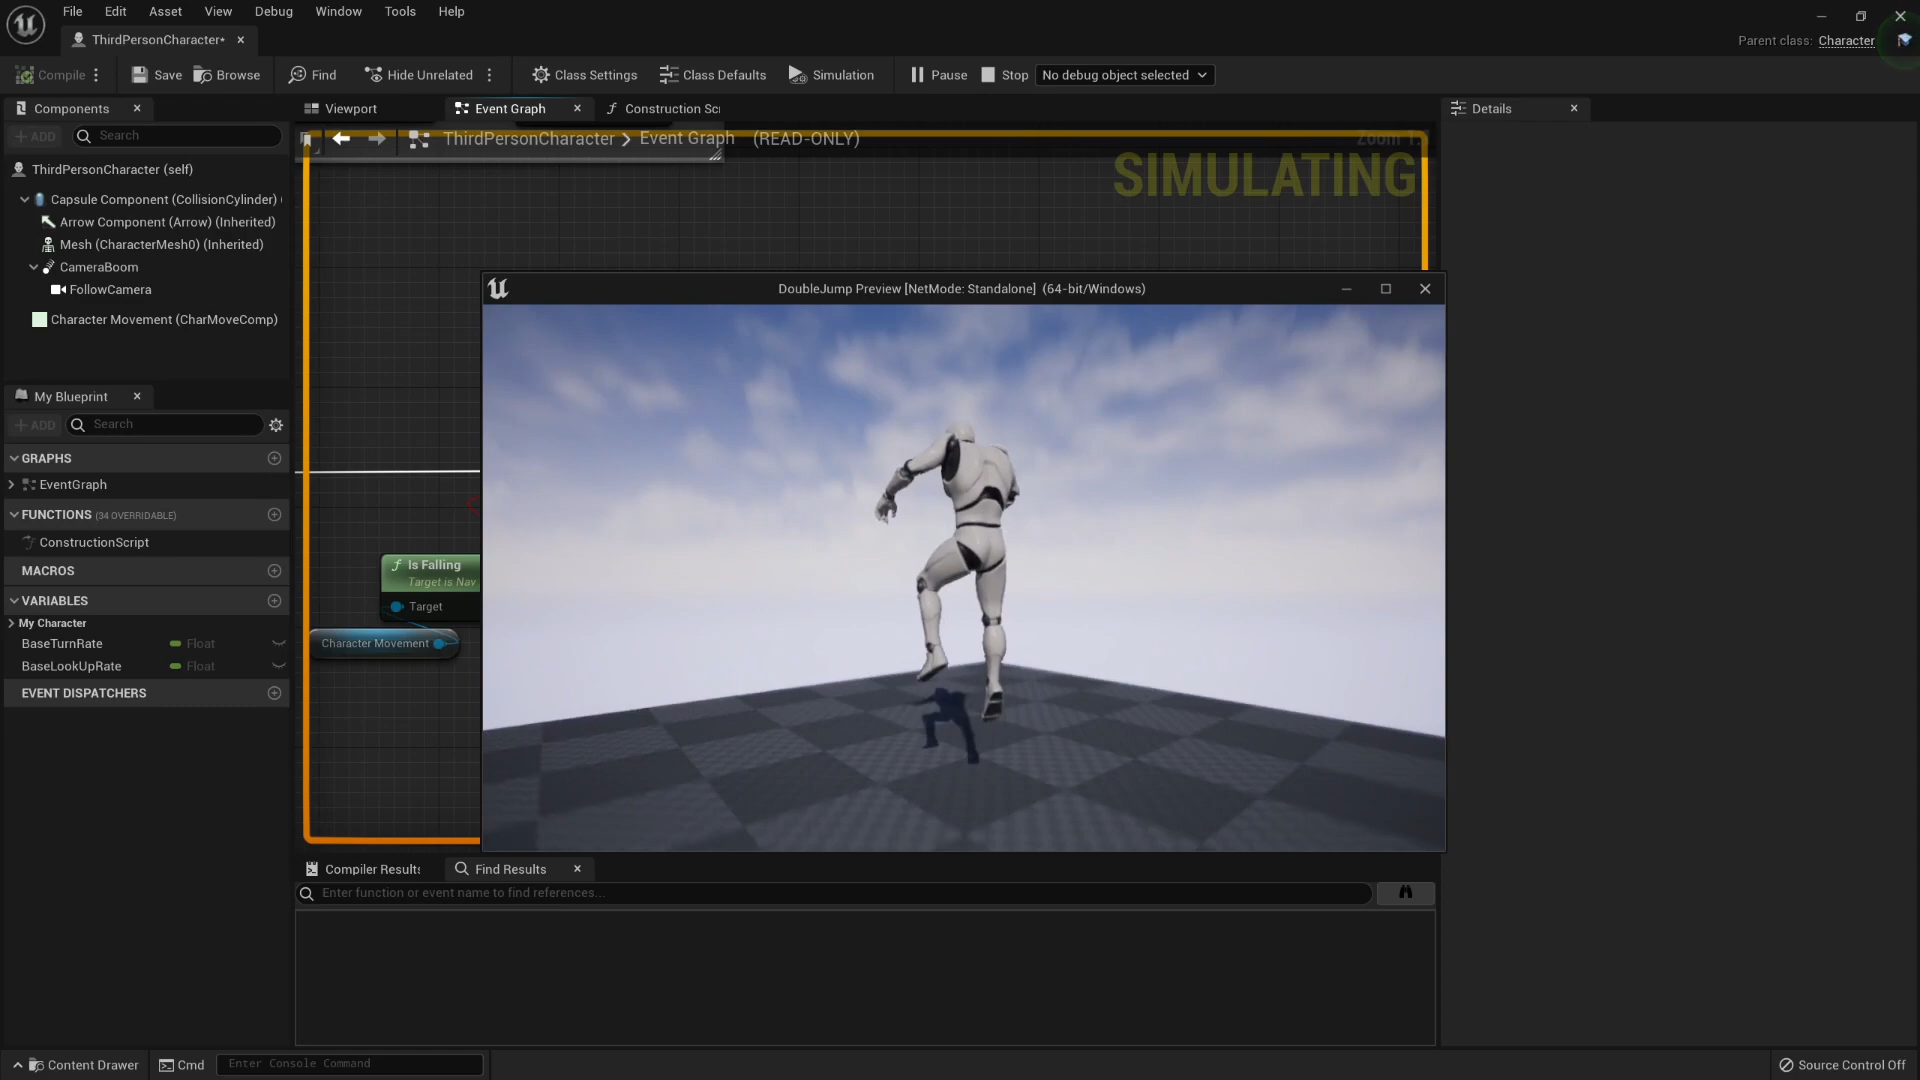 File Edit Asset View Debug Window Tools Help
ThirdPersonCharacter*
Parent class: Character
Compile Save Browse Find Hide Unrelated Class Settings Class Defaults Simulation Pause Stop No debug object selected
Components Viewport Event Graph Construction Scr Details
ADD Search
ThirdPersonCharacter Event Graph (READ-ONLY)
SIMULATING
ThirdPersonCharacter (self)
Capsule Component (CollisionCylinder)
Arrow Component (Arrow) (Inherited)
Mesh (CharacterMesh0) (Inherited)
CameraBoom
FollowCamera
Character Movement (CharMoveComp)
DoubleJump Preview [NetMode: Standalone] (64-bit/Windows)
My Blueprint
ADD Search
GRAPHS
EventGraph
FUNCTIONS (34 OVERRIDABLE)
ConstructionScript
MACROS
VARIABLES
My Character
BaseTurnRate Float
BaseLookUpRate Float
EVENT DISPATCHERS
Is Falling
Target is Nav
Target
Character Movement
Compiler Results Find Results
Enter function or event name to find references...
Content Drawer Cmd Enter Console Command Source Control Off